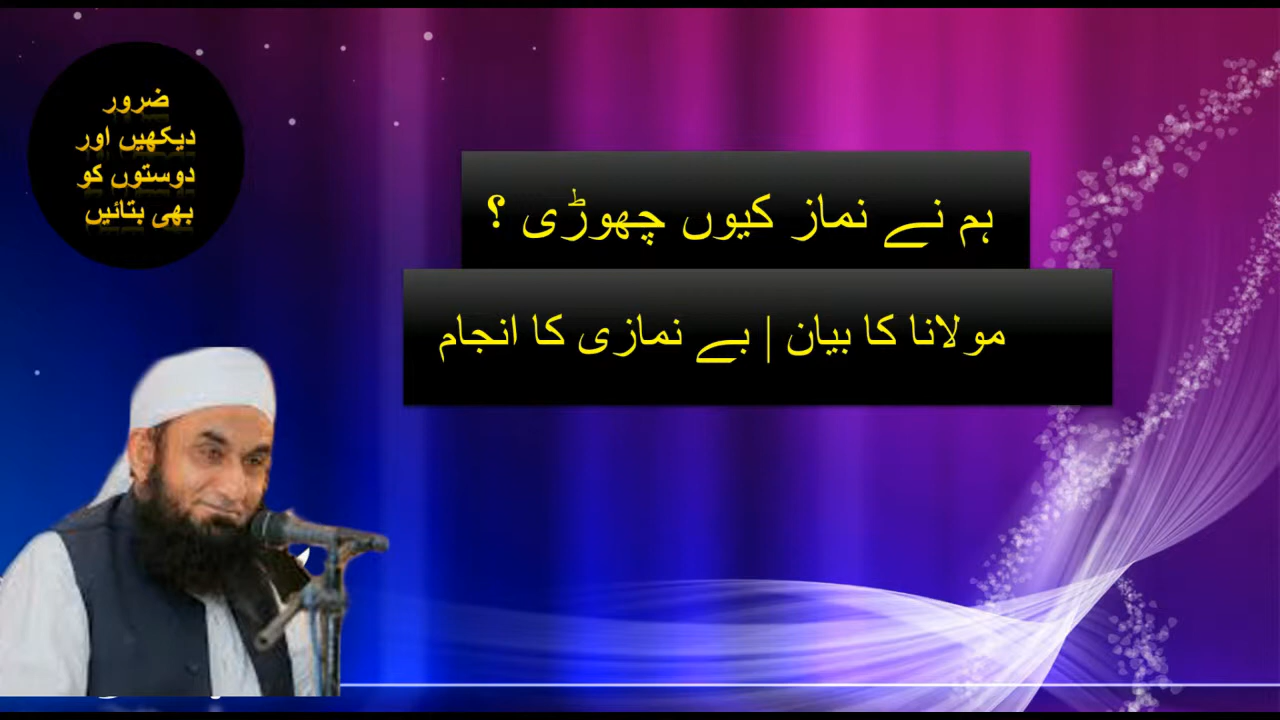 ضرور
دیکھیں اور
دوستوں کو
بھی بتائیں
ہم نے نماز کیوں چھوڑی ؟
مولانا کا بیان | بے نمازی کا انجام